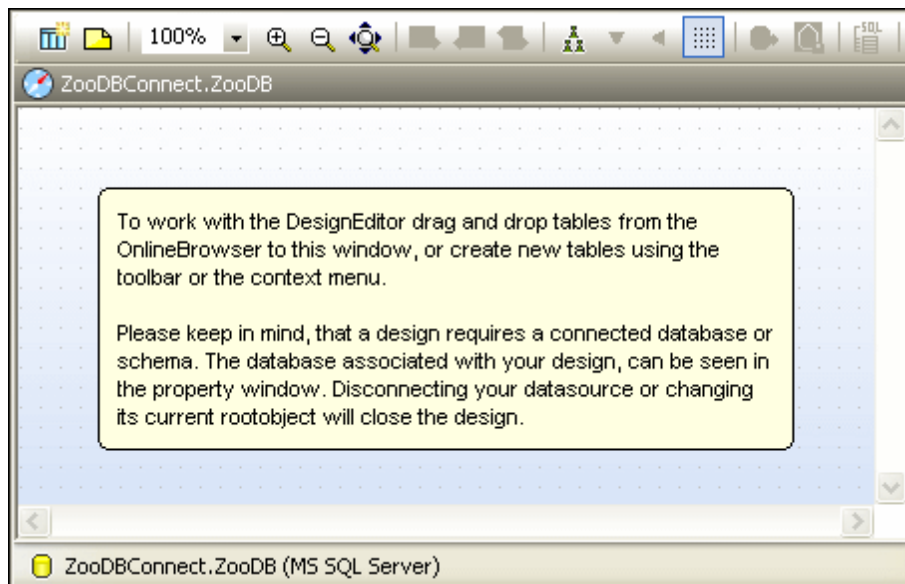 100%
SQL
ZooDBConnect.ZooDB
To work with the DesignEditor drag and drop tables from the
OnlineBrowser to this window, or create new tables using the
toolbar or the context menu.
Please keep in mind, that a design requires a connected database or
schema. The database associated with your design, can be seen in
the property window. Disconnecting your datasource or changing
its current rootobject will close the design.
ZooDBConnect.ZooDB (MS SQL Server)